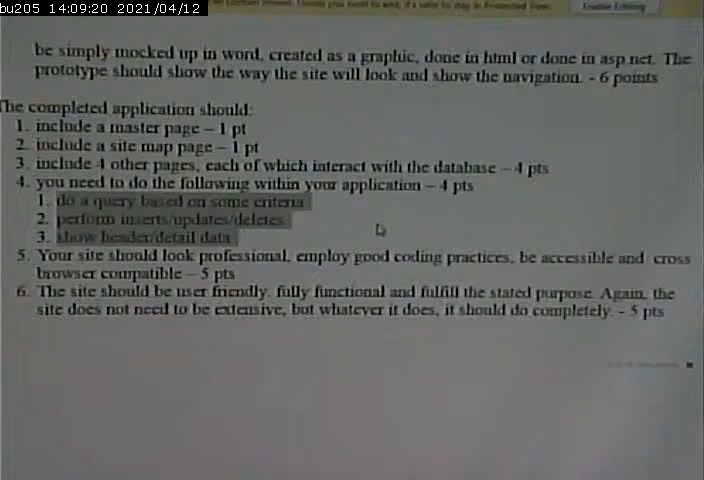 bu205 14:09:20 2021/04/12
Enable Editing
be simply mocked up in word, created as a graphic, done in html or done in asp.net. The
prototype should show the way the site will look and show the navigation. - 6 points
The completed application should:
1. include a master page – 1 pt
2. include a site map page – 1 pt
3. include 4 other pages, each of which interact with the database – 4 pts
4. you need to do the following within your application – 4 pts
1. do a query based on some criteria
2. perform inserts/updates/deletes
3. show header/detail data
5. Your site should look professional, employ good coding practices, be accessible and cross
browser compatible – 5 pts
6. The site should be user friendly, fully functional and fulfill the stated purpose. Again, the
site does not need to be extensive, but whatever it does, it should do completely. - 5 pts